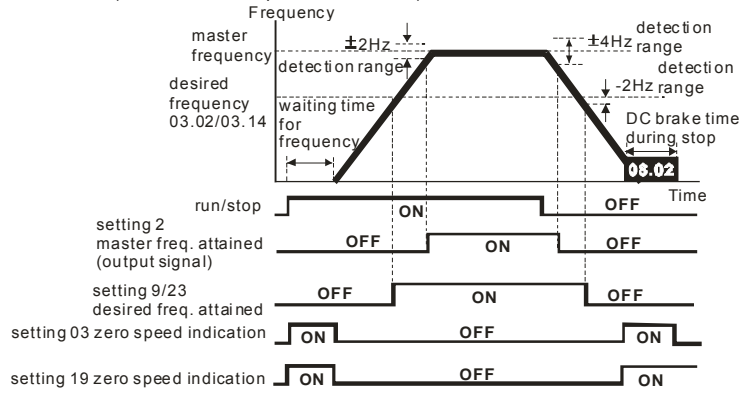 Frequency
master
frequency
±2Hz
detection range
±4Hz
detection
range
detection
range
-2Hz
desired
frequency
03.02/03.14
waiting time
for
frequency
DC brake time
during stop
08.02
Time
run/stop
ON
OFF
setting 2
master freq. attained
(output signal)
OFF
ON
OFF
setting 9/23
desired freq. attained
OFF
ON
OFF
setting 03 zero speed indication
ON
OFF
ON
setting 19 zero speed indication
ON
OFF
ON